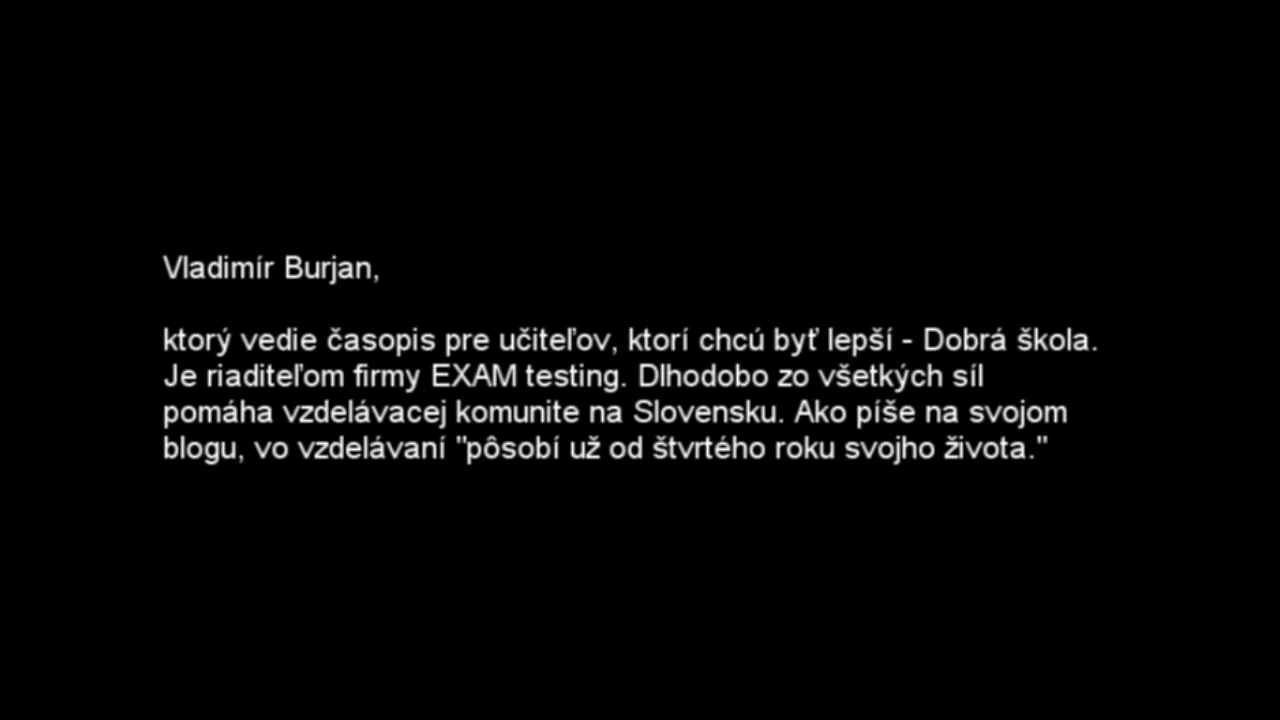 Vladimír Burjan,
ktorý vedie časopis pre učiteľov, ktorí chcú byť lepší - Dobrá škola.
Je riaditeľom firmy EXAM testing. Dlhodobo zo všetkých síl
pomáha vzdelávacej komunite na Slovensku. Ako píše na svojom
blogu, vo vzdelávaní "pôsobí už od štvrtého roku svojho života."